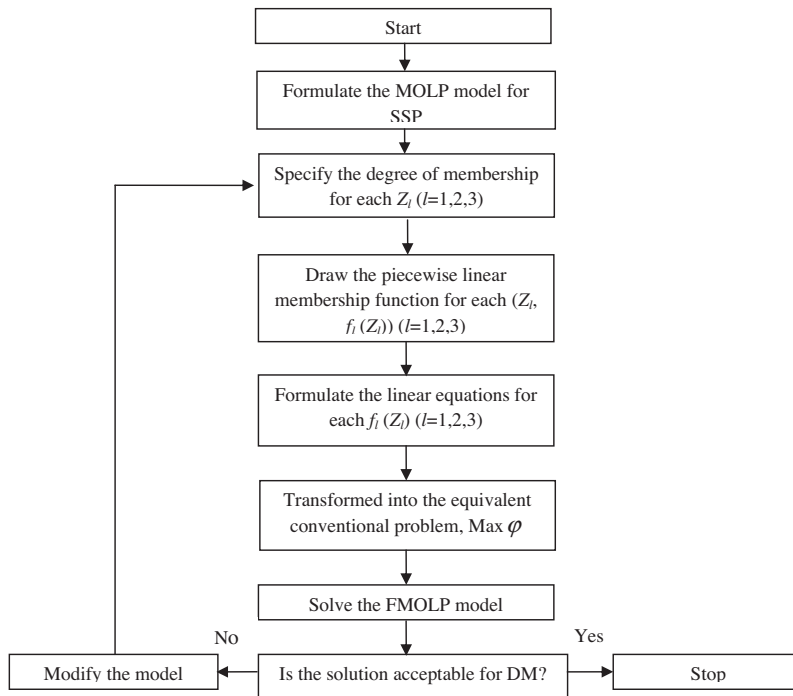 Start
Formulate the MOLP model for
SSP
Specify the degree of membership
for each Zl (l=1,2,3)
Draw the piecewise linear
membership function for each (Zl,
fl (Zl)) (l=1,2,3)
Formulate the linear equations for
each fl (Zl) (l=1,2,3)
Transformed into the equivalent
conventional problem, Max φ
Solve the FMOLP model
No
Yes
Modify the model
Is the solution acceptable for DM?
Stop